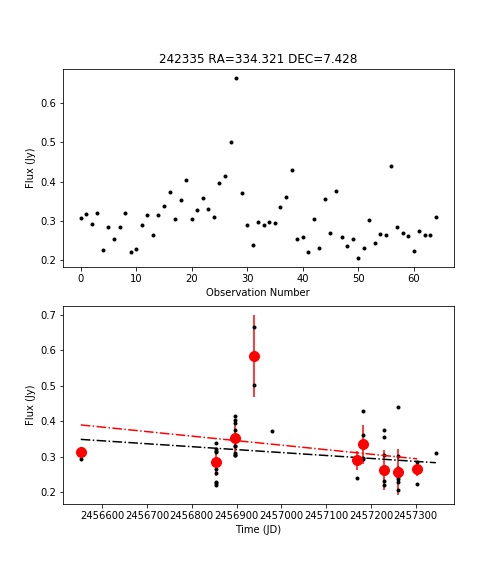 242335 RA=334.321 DEC=7.428
0.6
0.5
0.4
0.3
0.2
Flux (Jy)
0 10 20 30 40 50 60
Observation Number
0.7
0.6
0.5
0.4
0.3
0.2
Flux (Jy)
2456600 2456700 2456800 2456900 2457000 2457100 2457200 2457300
Time (JD)